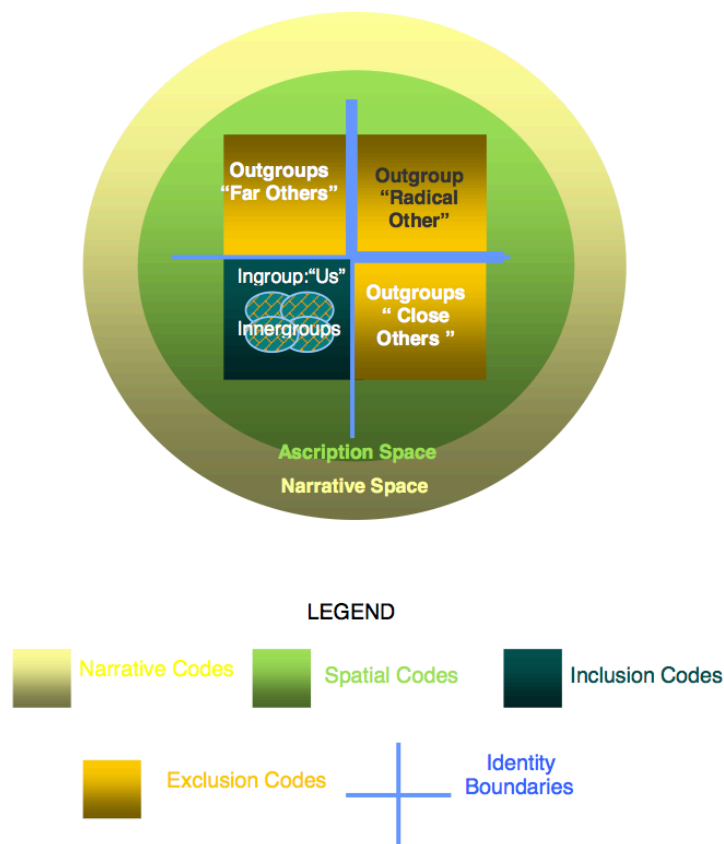 Outgroups
“Far Others”
Outgroup
“Radical
Other”
Ingroup:“Us”
Innergroups
Outgroups
“ Close
Others ”
Ascription Space
Narrative Space
LEGEND
Narrative Codes
Spatial Codes
Inclusion Codes
Exclusion Codes
Identity
Boundaries